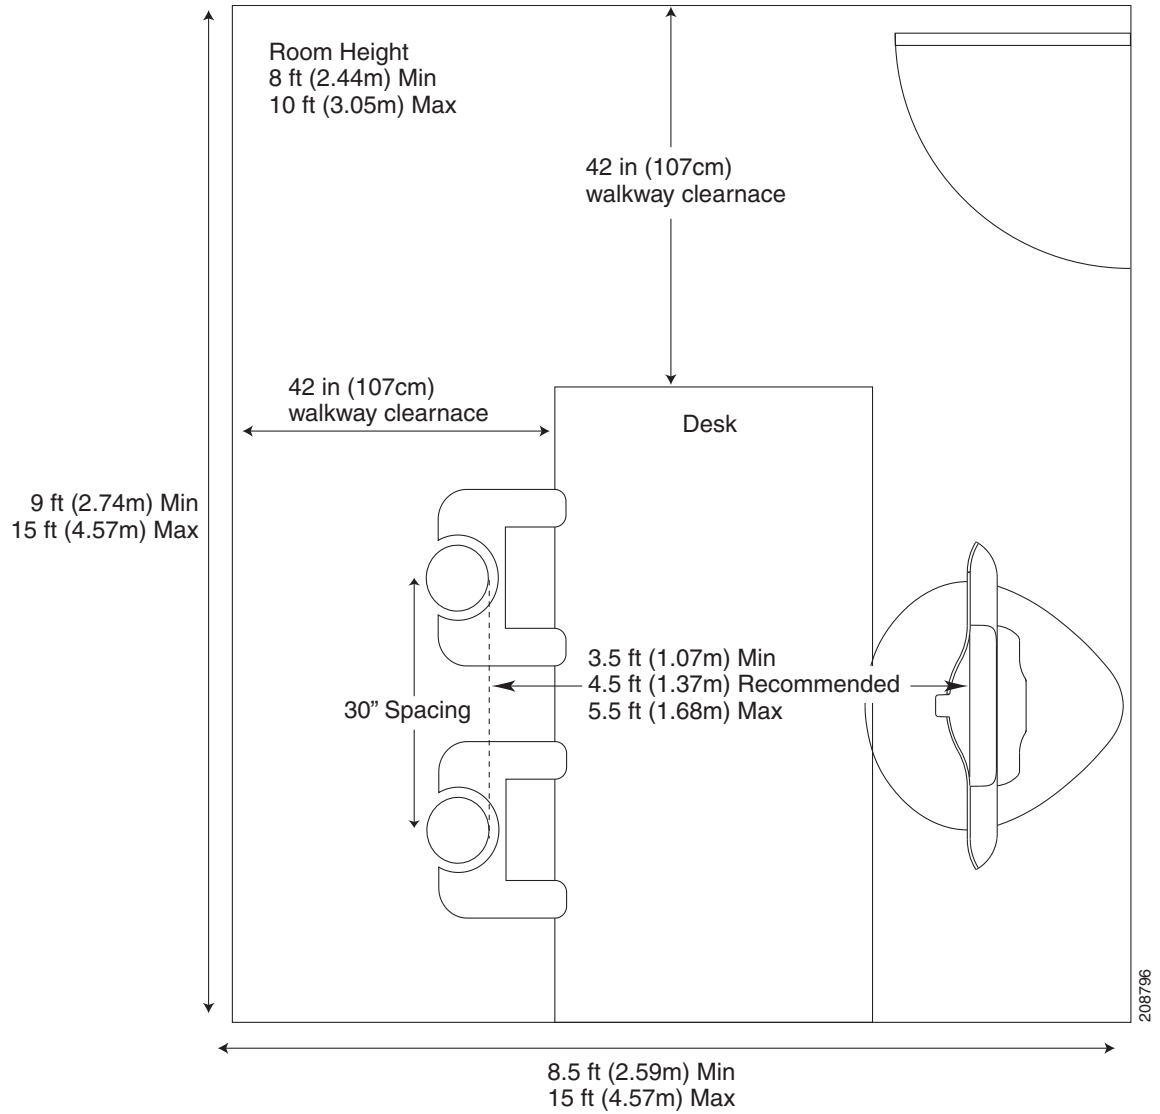 Room Height
8 ft (2.44m) Min
10 ft (3.05m) Max
42 in (107cm)
walkway clearnace
42 in (107cm)
walkway clearnace
Desk
9 ft (2.74m) Min
15 ft (4.57m) Max
3.5 ft (1.07m) Min
4.5 ft (1.37m) Recommended
5.5 ft (1.68m) Max
30” Spacing
208796
8.5 ft (2.59m) Min
15 ft (4.57m) Max